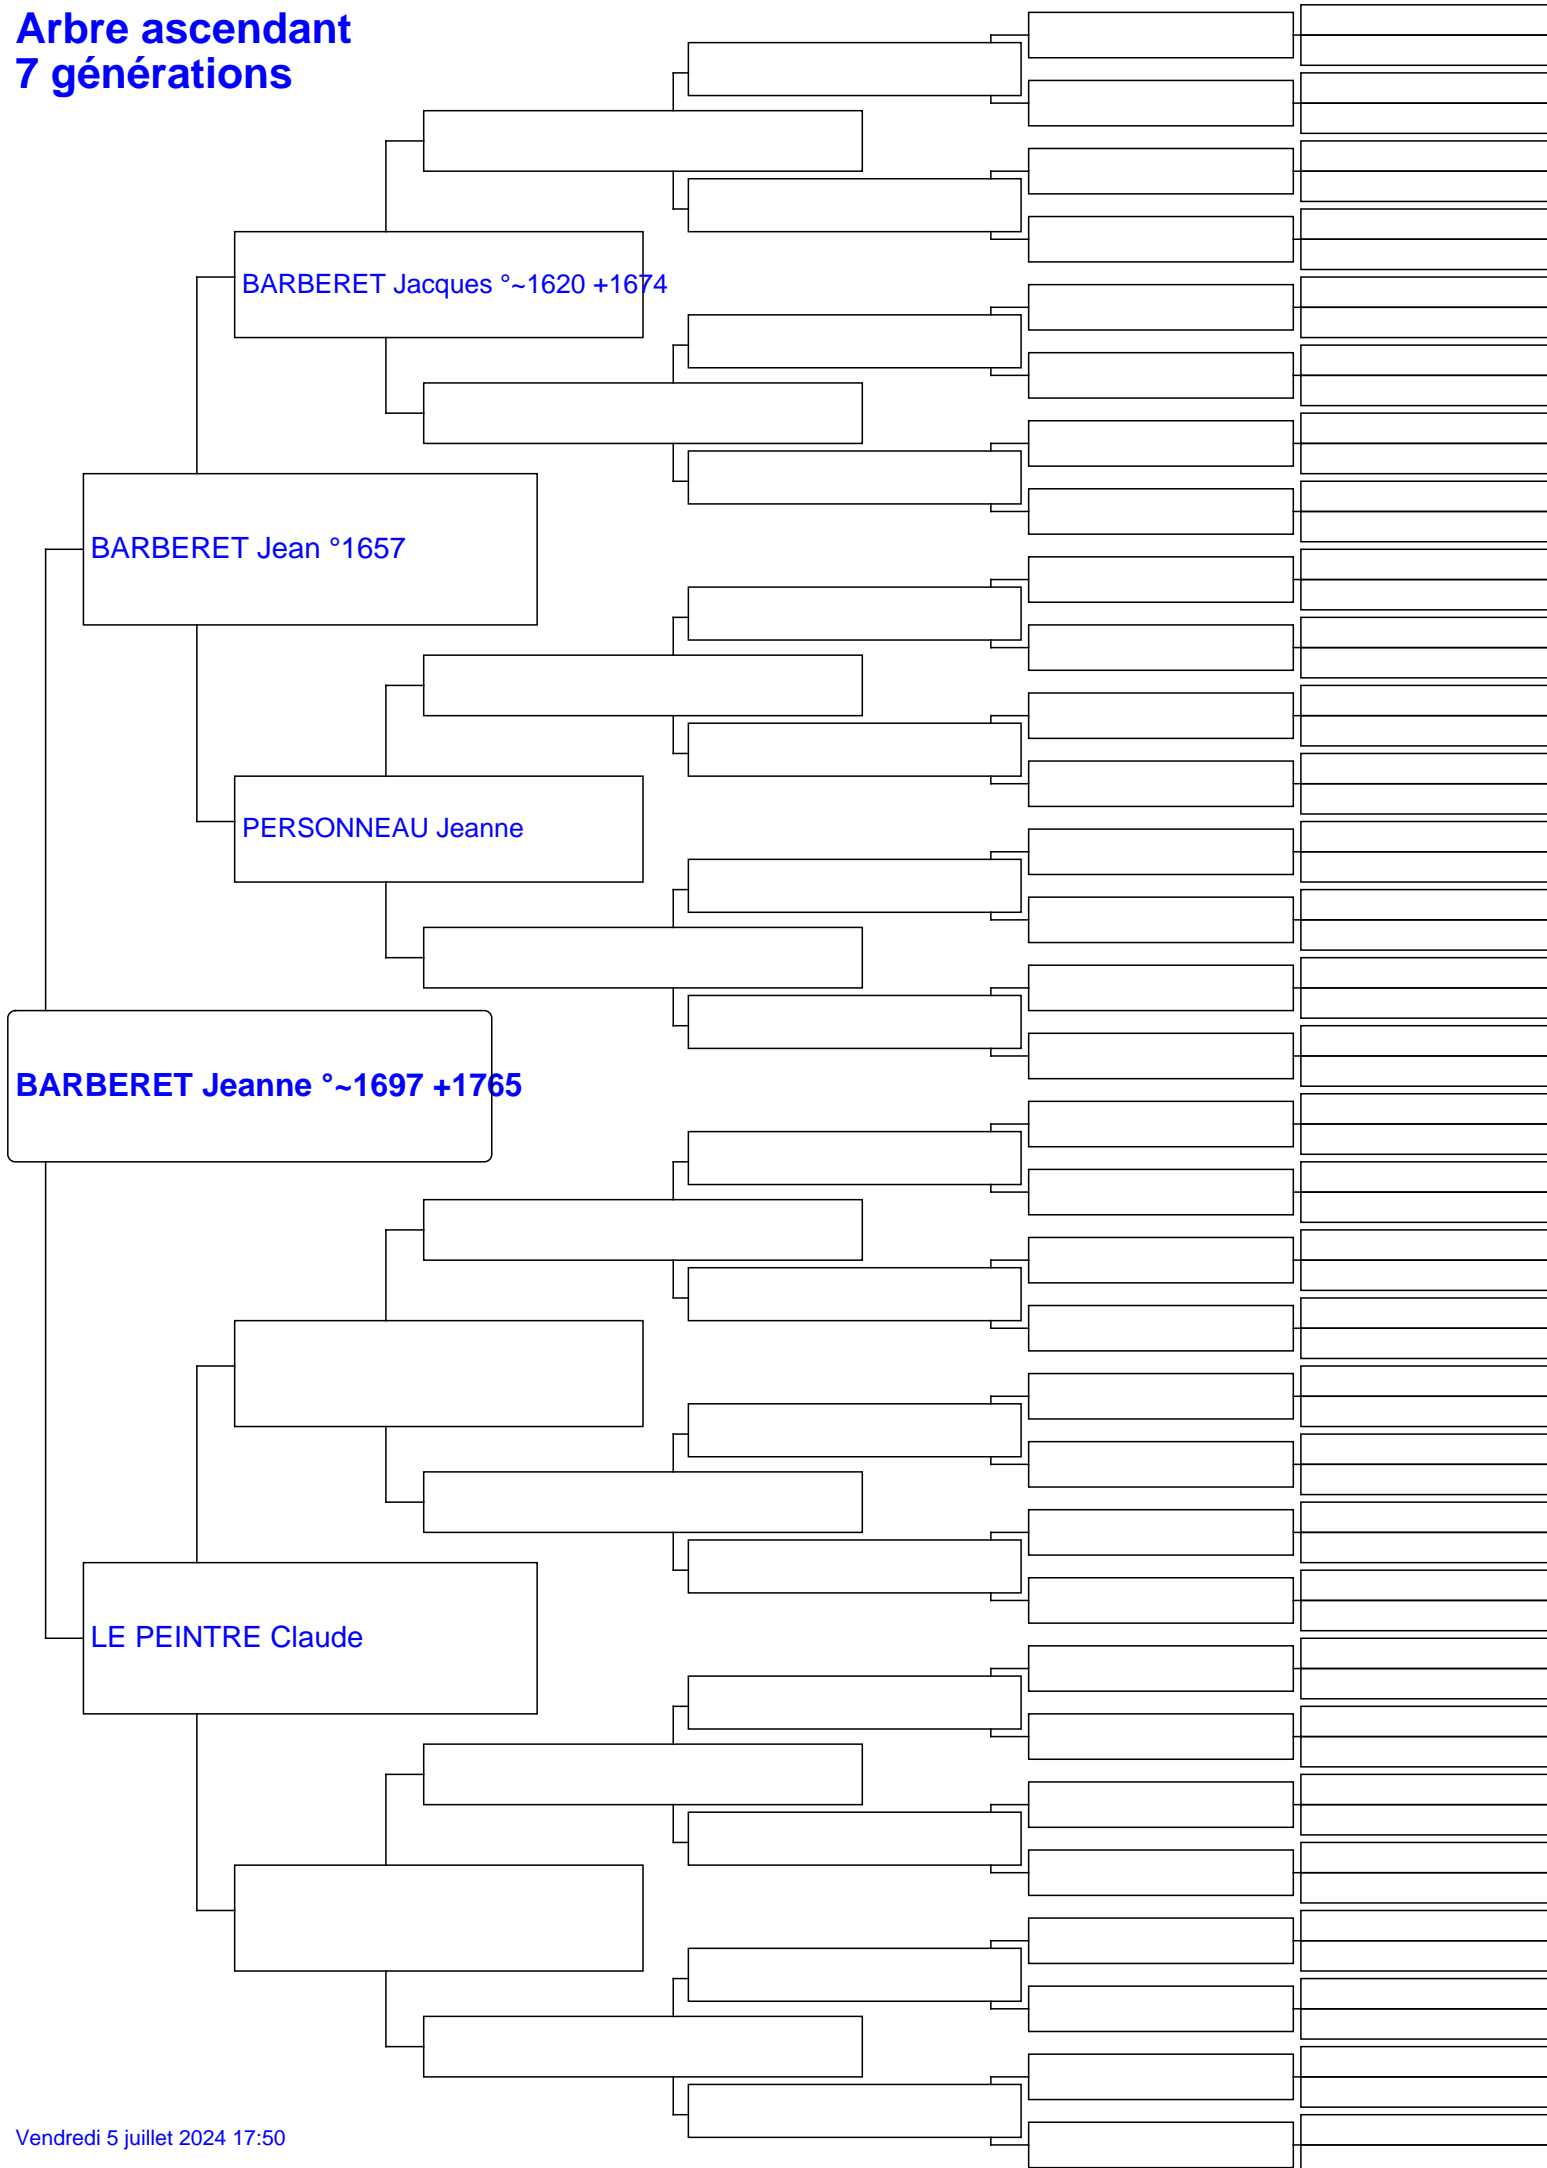 Arbre ascendant
7 générations
BARBERET Jacques °~1620 +1674
BARBERET Jean °1657
PERSONNEAU Jeanne
BARBERET Jeanne °~1697 +1765
LE PEINTRE Claude
Vendredi 5 juillet 2024 17:50